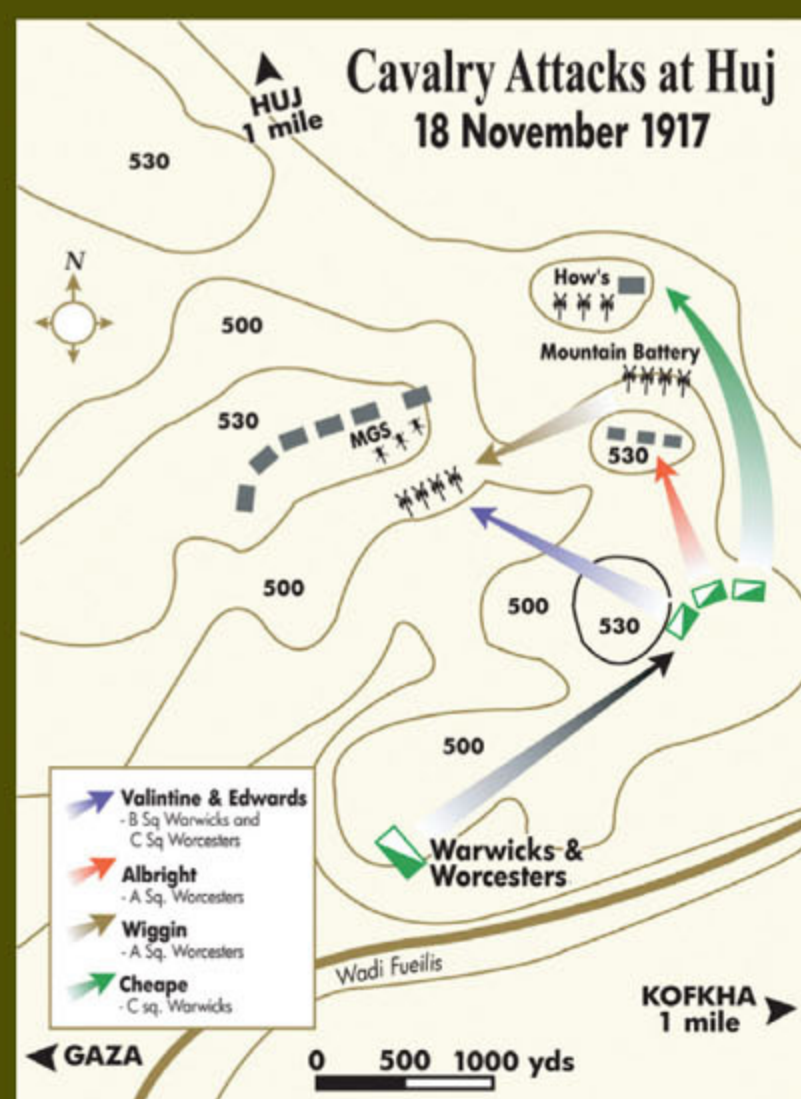 Cavalry Attacks at Huj
18 November 1917
HUJ
1 mile
530
N
How's
500
Mountain Battery
530
MGS
530
500
500
530
500
Valintine & Edwards
- B Sq Warwicks and
C Sq Worcesters
Albright
- A Sq. Worcesters
Wiggin
- A Sq. Worcesters
Cheape
- C sq. Warwicks
Warwicks &
Worcesters
Wadi Fueilis
KOFKHA
1 mile
GAZA
0 500 1000 yds